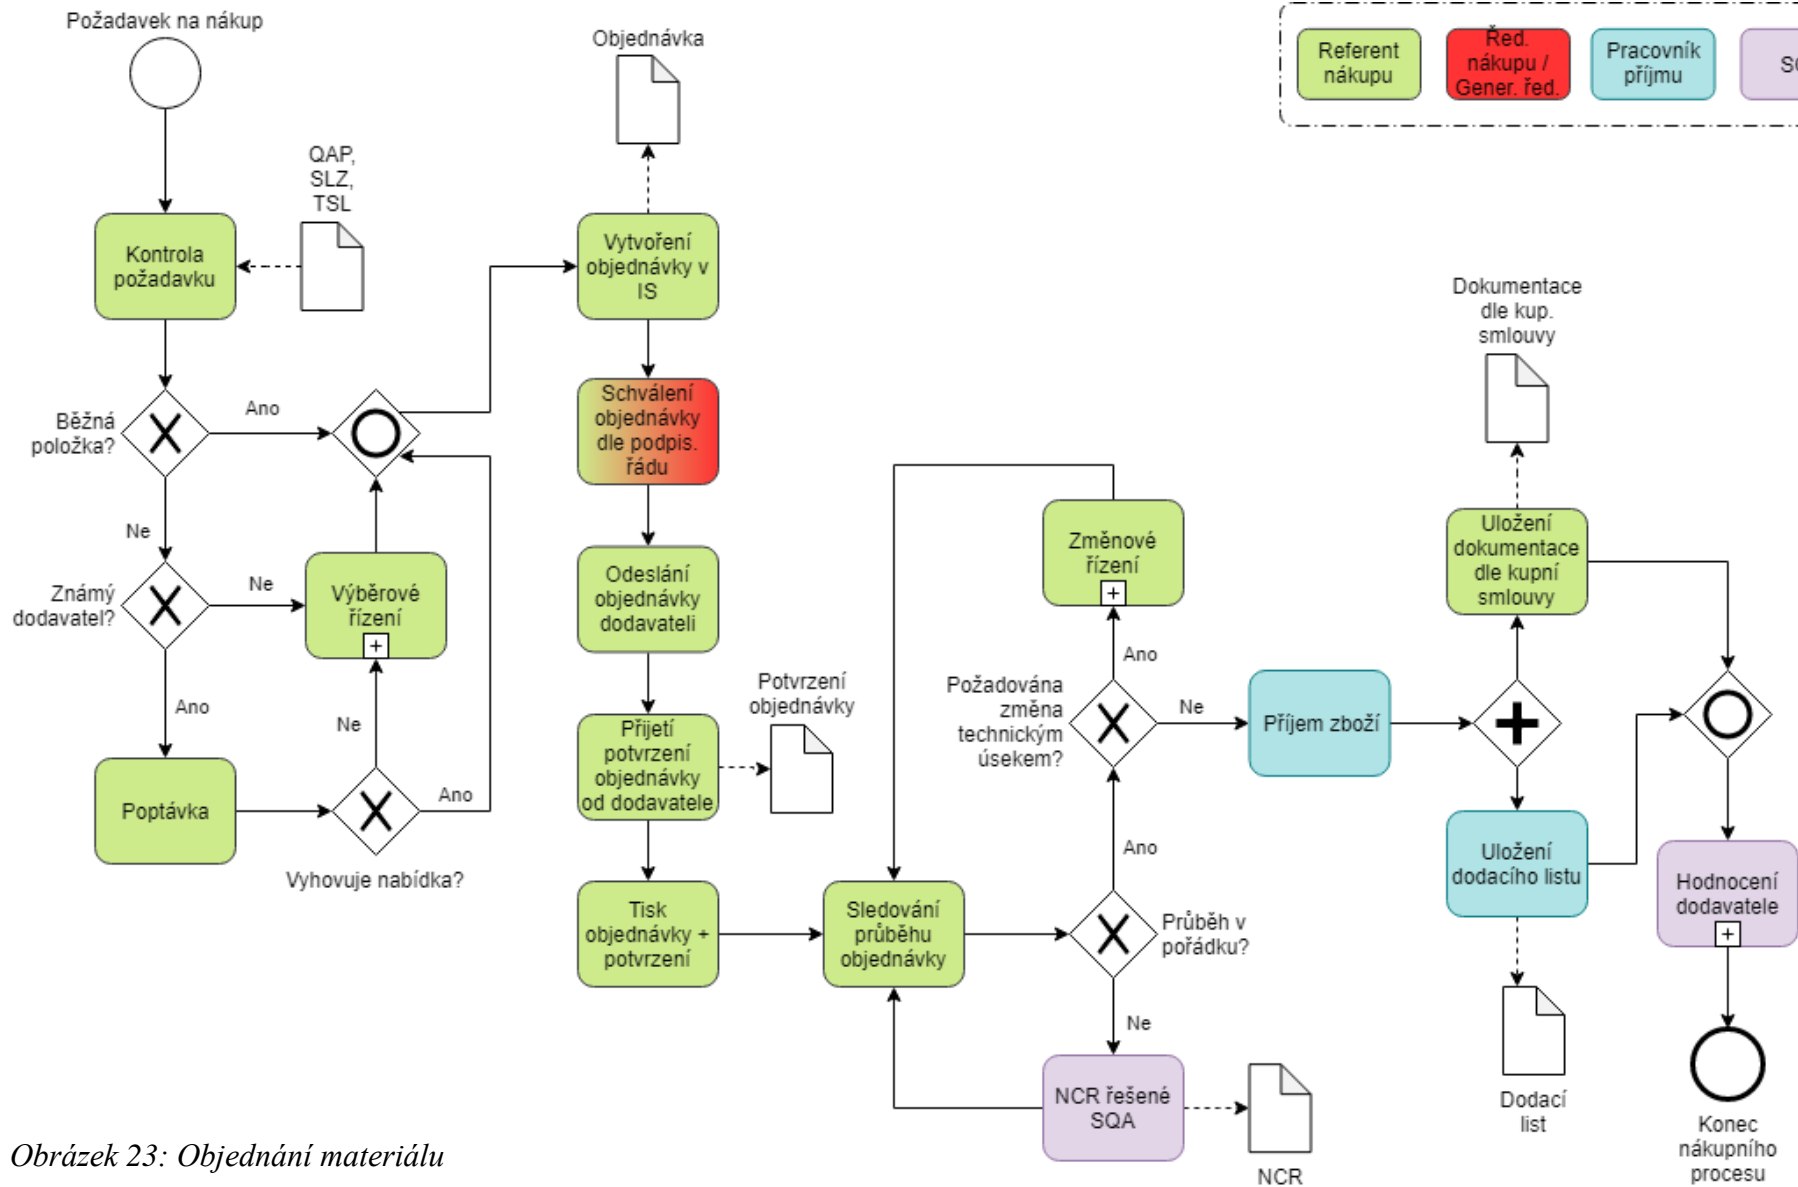 Požadavek na nákup
Objednávka
Referent
nákupu
Řed.
nákupu /
Gener. řed.
Pracovník
příjmu
QAP,
SLZ,
TSL
Kontrola
požadavku
Vytvoření
objednávky v
IS
Dokumentace
dle kup.
smlouvy
Běžná
položka?
Ano
Schválení
objednávky
dle podpis.
řádu
Ne
Známý
dodavatel?
Ne
Výběrové
řízení
+
Odeslání
objednávky
dodavateli
Změnové
řízení
+
Uložení
dokumentace
dle kupní
smlouvy
Ano
Ne
Potvrzení
objednávky
Přijetí
potvrzení
objednávky
od dodavatele
Požadována
změna
technickým
úsekem?
Ano
Ne
Příjem zboží
Poptávka
Ano
Vyhovuje nabídka?
Ano
Uložení
dodacího listu
Hodnocení
dodavatele
+
Tisk
objednávky +
potvrzení
Sledování
průběhu
objednávky
Průběh v
pořádku?
Ne
NCR řešené
SQA
NCR
Dodací
list
Konec
nákupního
procesu
Obrázek 23: Objednání materiálu